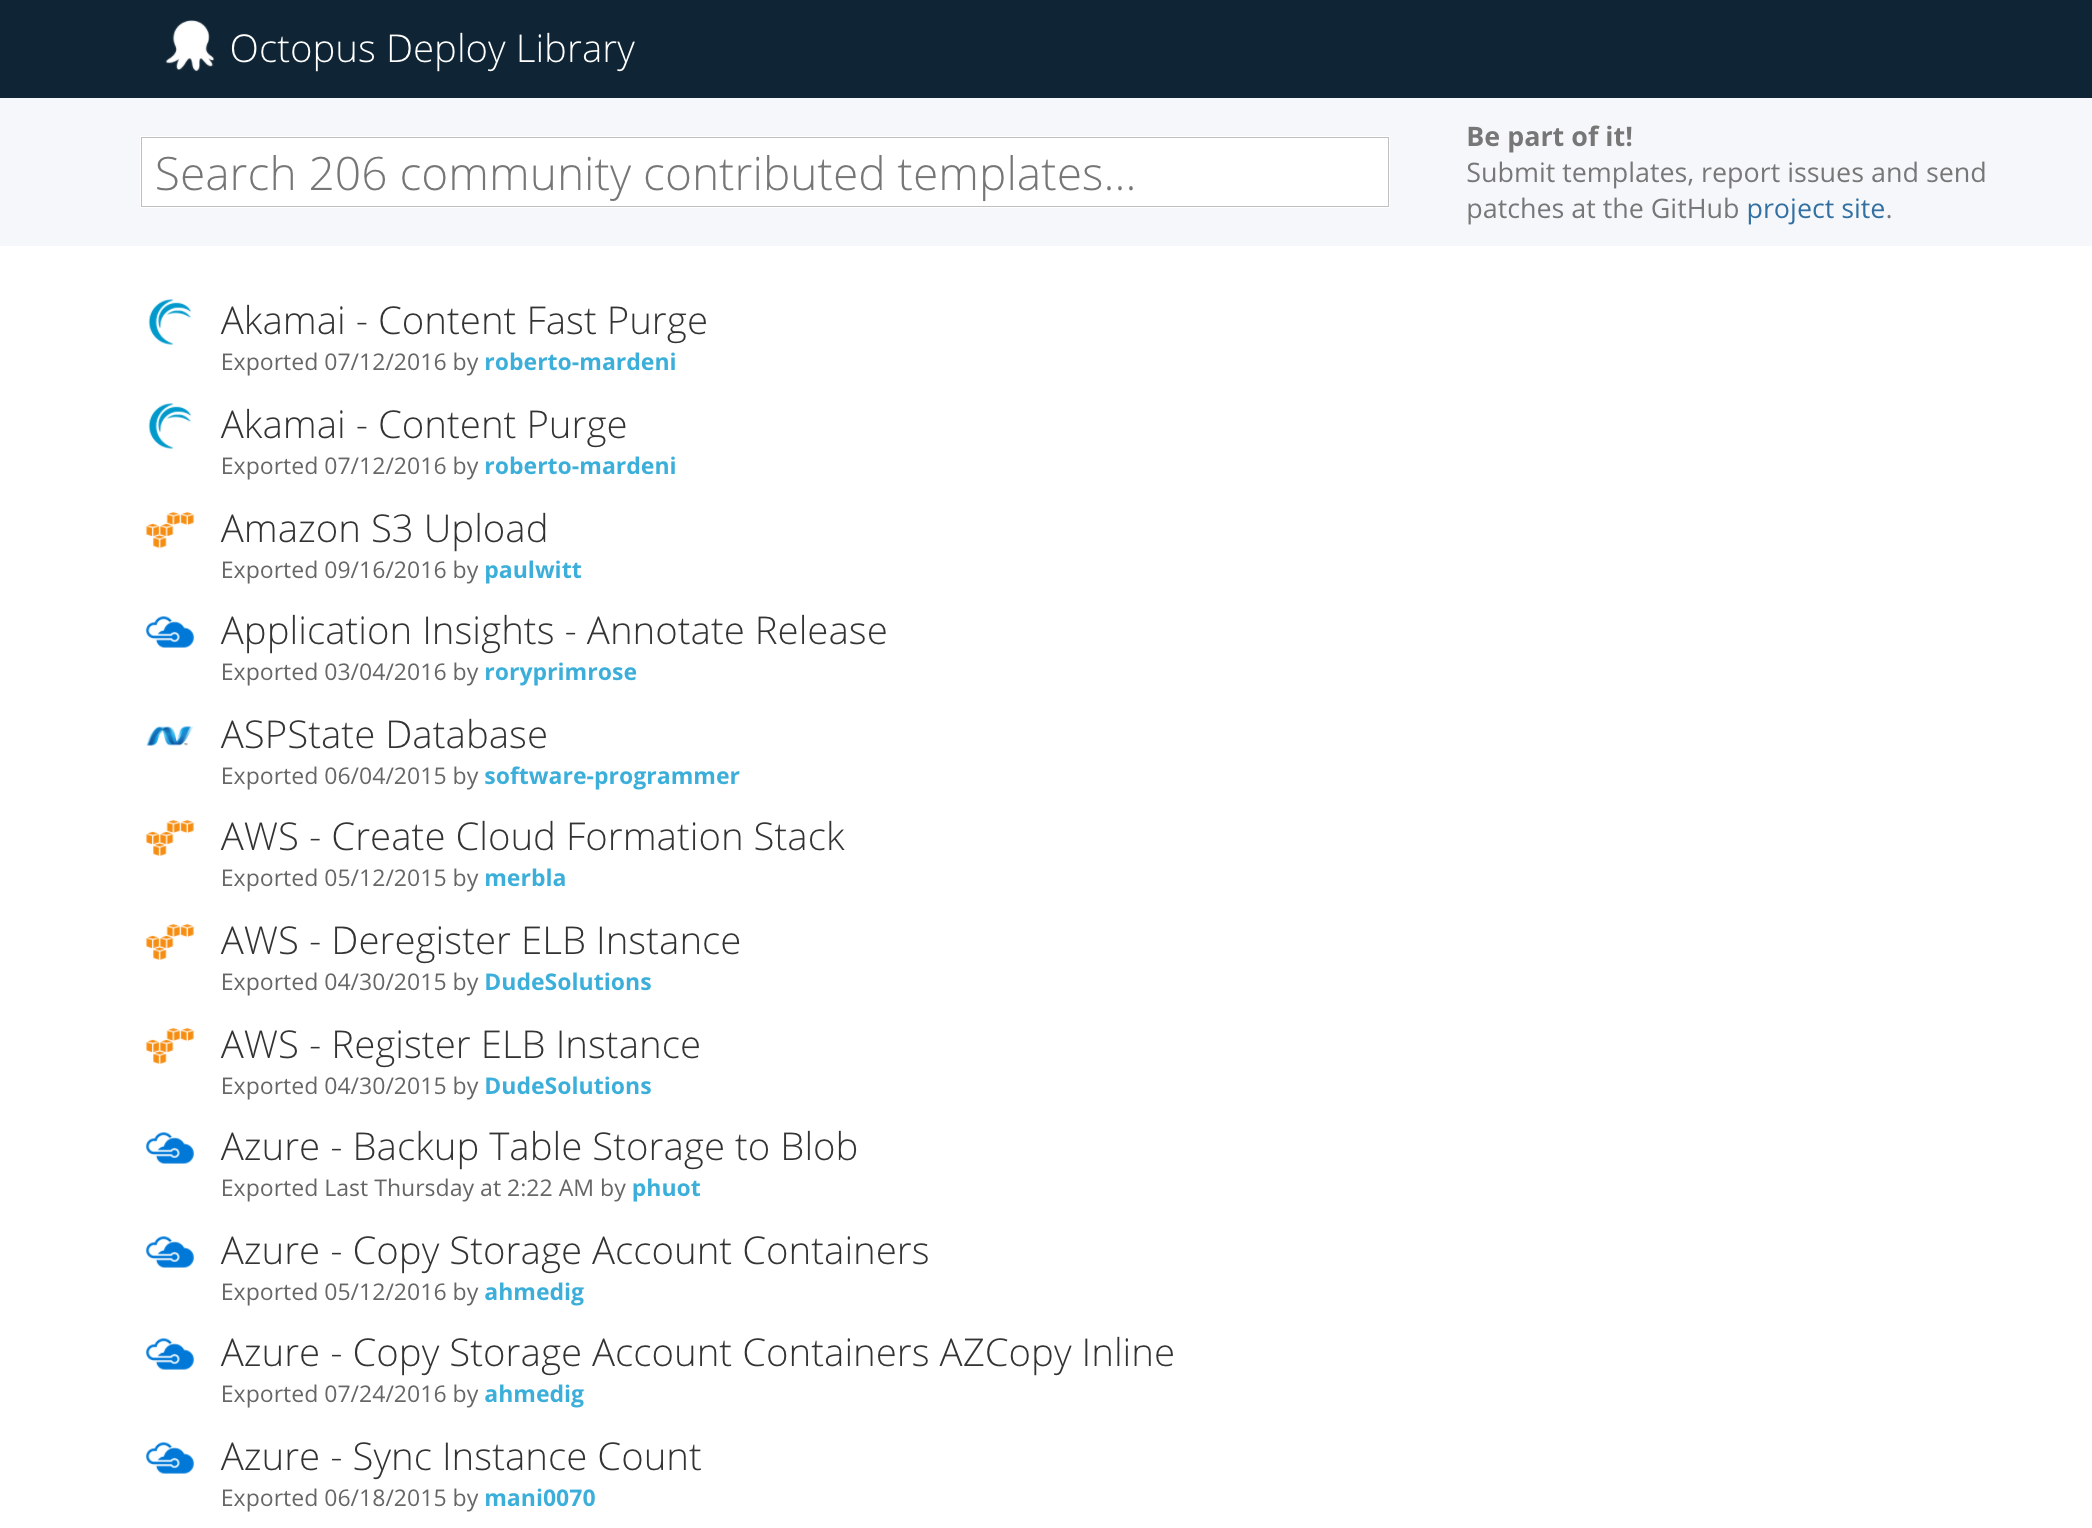 Octopus Deploy Library
Search 206 community contributed templates...
Be part of it!
Submit templates, report issues and send
patches at the GitHub project site.
Akamai - Content Fast Purge
Exported 07/12/2016 by roberto-mardeni
Akamai - Content Purge
Exported 07/12/2016 by roberto-mardeni
Amazon S3 Upload
Exported 09/16/2016 by paulwitt
Application Insights - Annotate Release
Exported 03/04/2016 by roryprimrose
ASPState Database
Exported 06/04/2015 by software-programmer
AWS - Create Cloud Formation Stack
Exported 05/12/2015 by merbla
AWS - Deregister ELB Instance
Exported 04/30/2015 by DudeSolutions
AWS - Register ELB Instance
Exported 04/30/2015 by DudeSolutions
Azure - Backup Table Storage to Blob
Exported Last Thursday at 2:22 AM by phuot
Azure - Copy Storage Account Containers
Exported 05/12/2016 by ahmedig
Azure - Copy Storage Account Containers AZCopy Inline
Exported 07/24/2016 by ahmedig
Azure - Sync Instance Count
Exported 06/18/2015 by mani0070